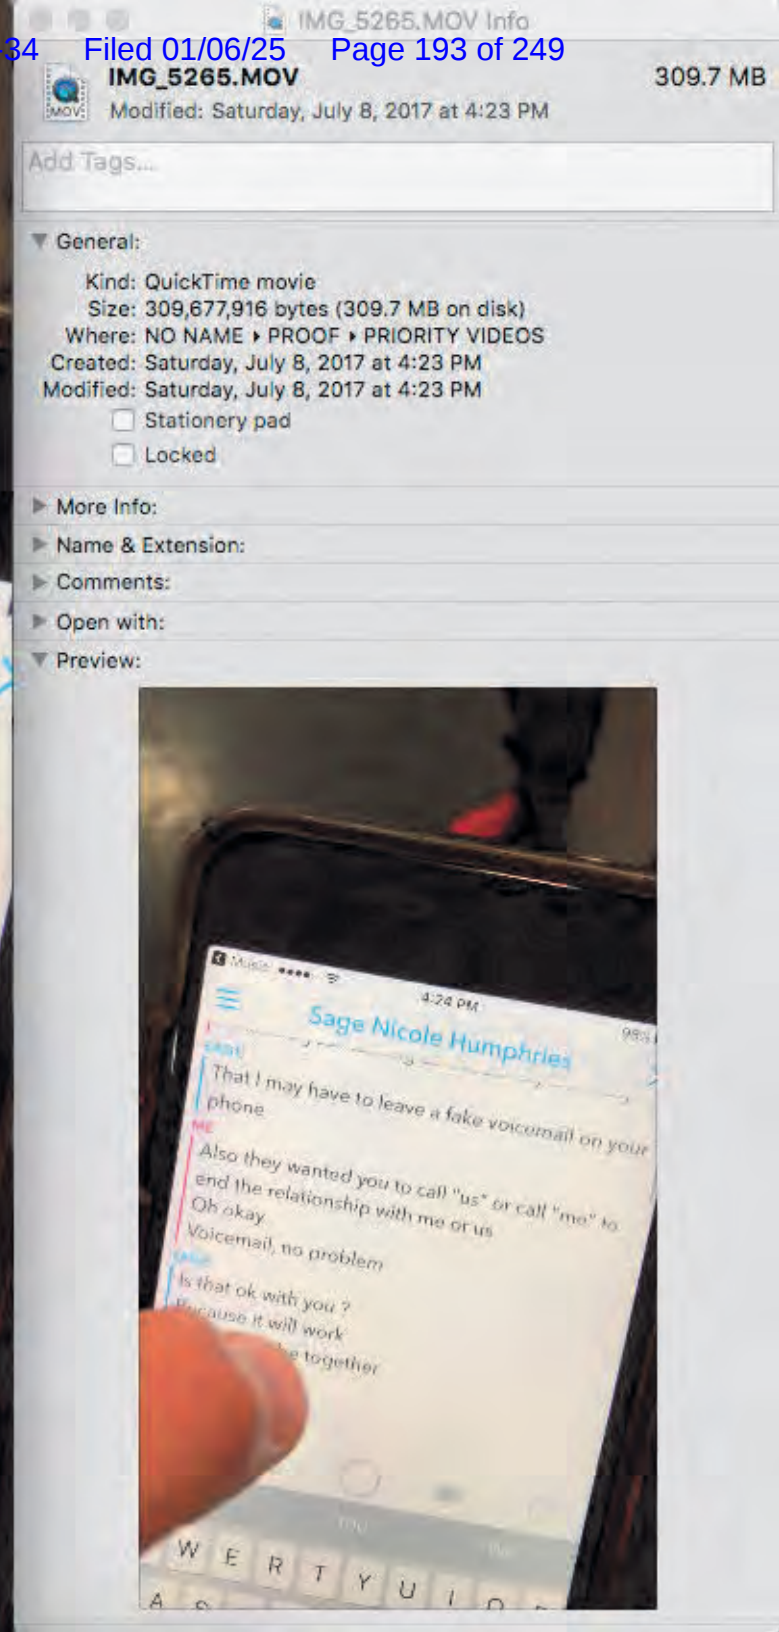 IMG_5265.MOV Info
-34 Filed 01/06/25 Page 193 of 249
IMG_5265.MOV 309.7 MB
MOV
Modified: Saturday, July 8, 2017 at 4:23 PM
Add Tags...
General:
Kind: QuickTime movie
Size: 309,677,916 bytes (309.7 MB on disk)
Where: NO NAME ▸ PROOF ▸ PRIORITY VIDEOS
Created: Saturday, July 8, 2017 at 4:23 PM
Modified: Saturday, July 8, 2017 at 4:23 PM
Stationery pad
Locked
More Info:
Name & Extension:
Comments:
Open with:
Preview:
Music
4:24 PM
98%
Sage Nicole Humphries
SAGE
That I may have to leave a fake voicemail on your
phone
ME
Also they wanted you to call "us" or call "me" to
end the relationship with me or us
Oh okay
Voicemail, no problem
SAGE
Is that ok with you ?
Because it will work
be together
W E R T Y U I O
A S